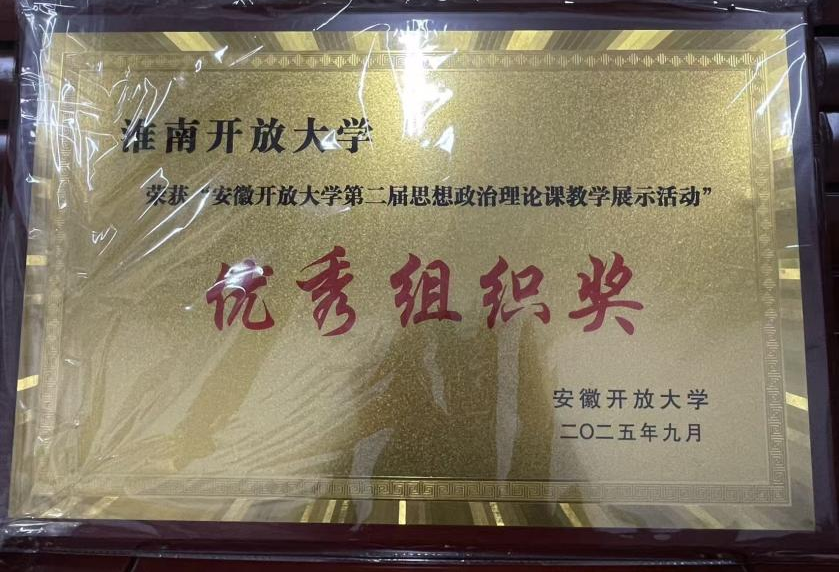 淮南开放大学
荣获“安徽开放大学第二届思想政治理论课教学展示活动”
优秀组织奖
安徽开放大学
二〇二五年九月